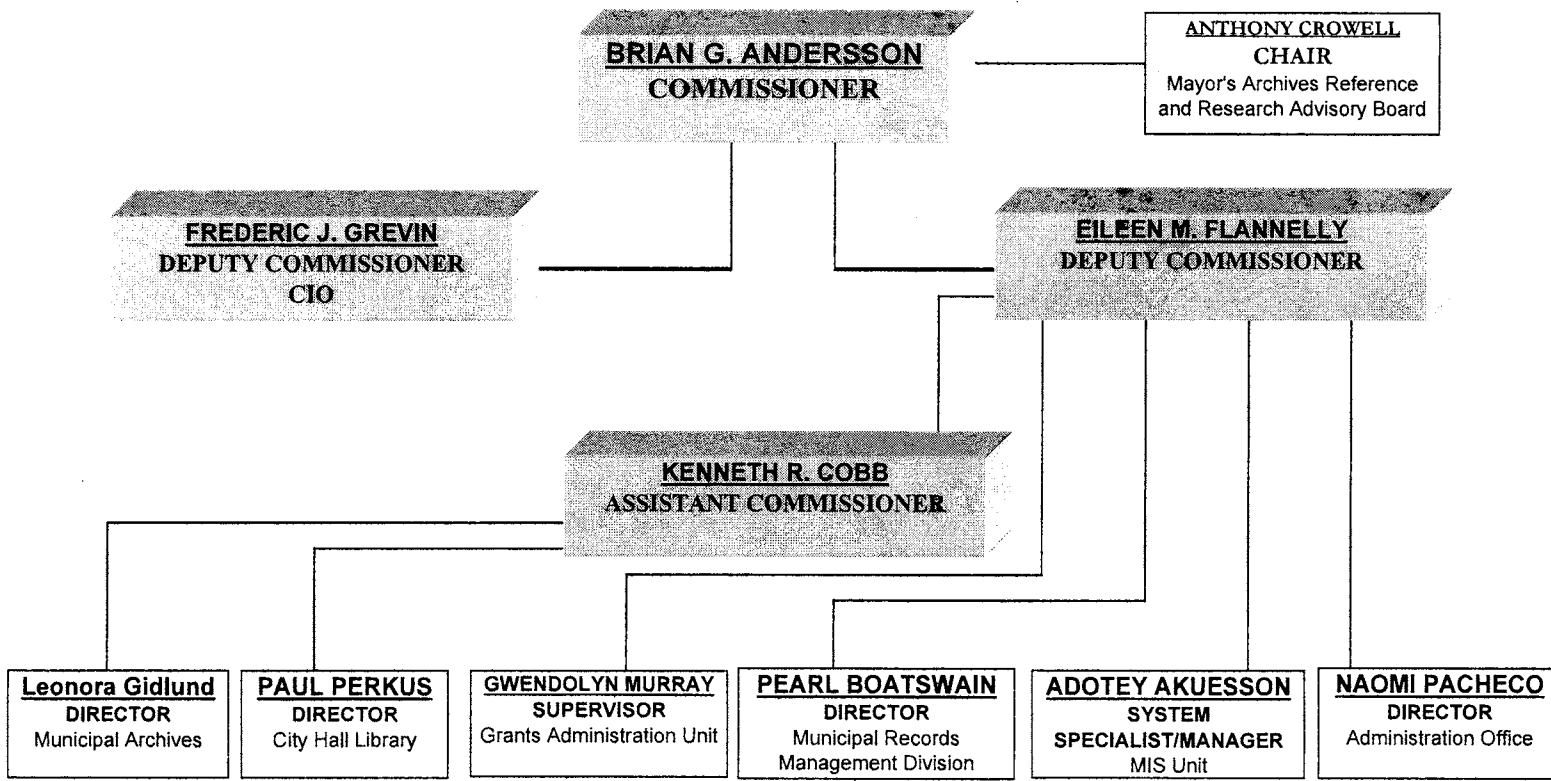 BRIAN G. ANDERSSON
COMMISSIONER
ANTHONY CROWELL
CHAIR
Mayor's Archives Reference
and Research Advisory Board
FREDERIC J. GREVIN
DEPUTY COMMISSIONER
CIO
EILEEN M. FLANNELLY
DEPUTY COMMISSIONER
KENNETH R. COBB
ASSISTANT COMMISSIONER
Leonora Gidlund
DIRECTOR
Municipal Archives
PAUL PERKUS
DIRECTOR
City Hall Library
GWENDOLYN MURRAY
SUPERVISOR
Grants Administration Unit
PEARL BOATSWAIN
DIRECTOR
Municipal Records
Management Division
ADOTEY AKUESSON
SYSTEM
SPECIALIST/MANAGER
MIS Unit
NAOMI PACHECO
DIRECTOR
Administration Office